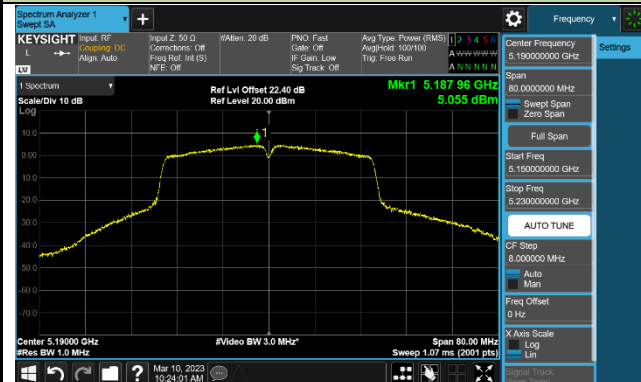 Spectrum Analyzer 1
Swept SA
+
Frequency
KEYSIGHT
Input: RF
Coupling: DC
Align: Auto
Input Z: 50 Ω
Corrections: Off
Freq Ref: Int (S)
NFE: Off
#Atten: 20 dB
PNO: Fast
Gate: Off
IF Gain: Low
Sig Track: Off
Avg Type: Power (RMS)
Avg|Hold: 100/100
Trig: Free Run
1 2 3 4 5 6
A W W W W W
A N N N N N
L
LXI
1 Spectrum
Scale/Div 10 dB
Log
Ref Lvl Offset 22.40 dB
Ref Level 20.00 dBm
Mkr1 5.187 96 GHz
5.055 dBm
1
10.0
0.00
-10.0
-20.0
-30.0
-40.0
-50.0
-60.0
-70.0
Center 5.19000 GHz
#Res BW 1.0 MHz
#Video BW 3.0 MHz*
Span 80.00 MHz
Sweep 1.07 ms (2001 pts)
Mar 10, 2023
10:24:01 AM
?
Center Frequency
5.190000000 GHz
Settings
Span
80.0000000 MHz
Swept Span
Zero Span
Full Span
Start Freq
5.150000000 GHz
Stop Freq
5.230000000 GHz
AUTO TUNE
CF Step
8.000000 MHz
Auto
Man
Freq Offset
0 Hz
X Axis Scale
Log
Lin
Signal Track